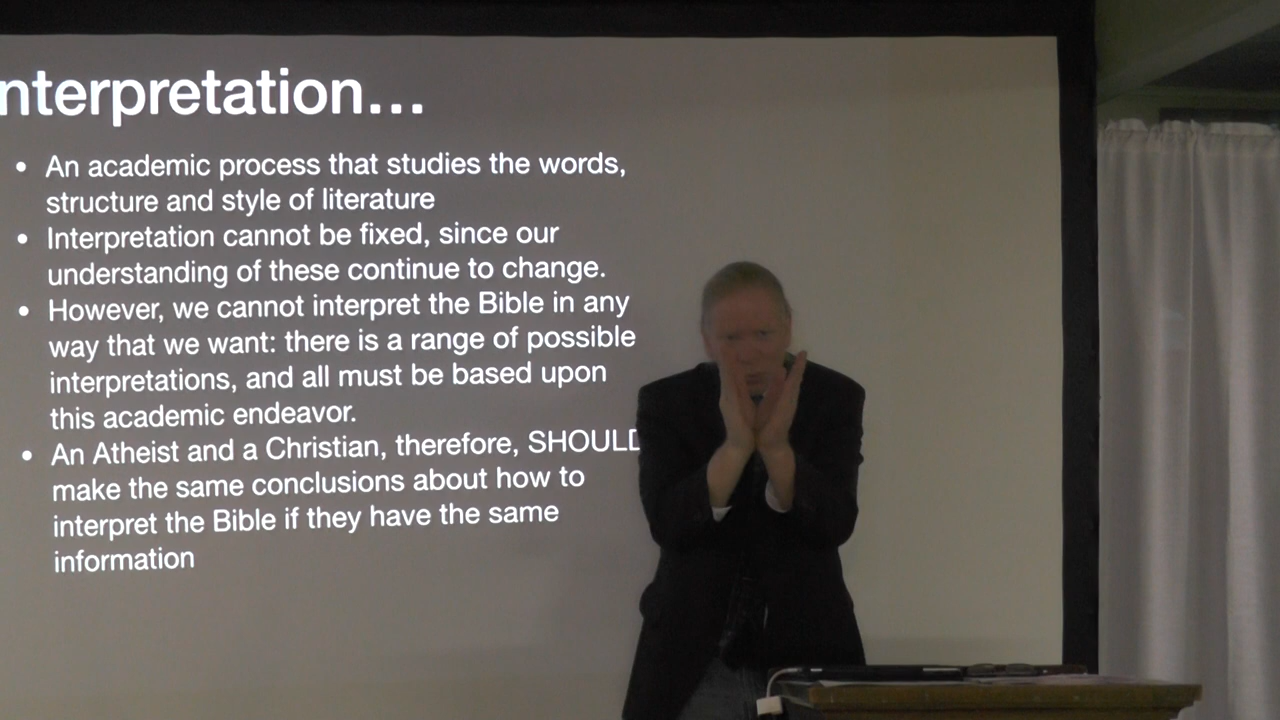 nterpretation...
• An academic process that studies the words,
structure and style of literature
• Interpretation cannot be fixed, since our
understanding of these continue to change.
• However, we cannot interpret the Bible in any
way that we want: there is a range of possible
interpretations, and all must be based upon
this academic endeavor.
• An Atheist and a Christian, therefore, SHOULD
make the same conclusions about how to
interpret the Bible if they have the same
information